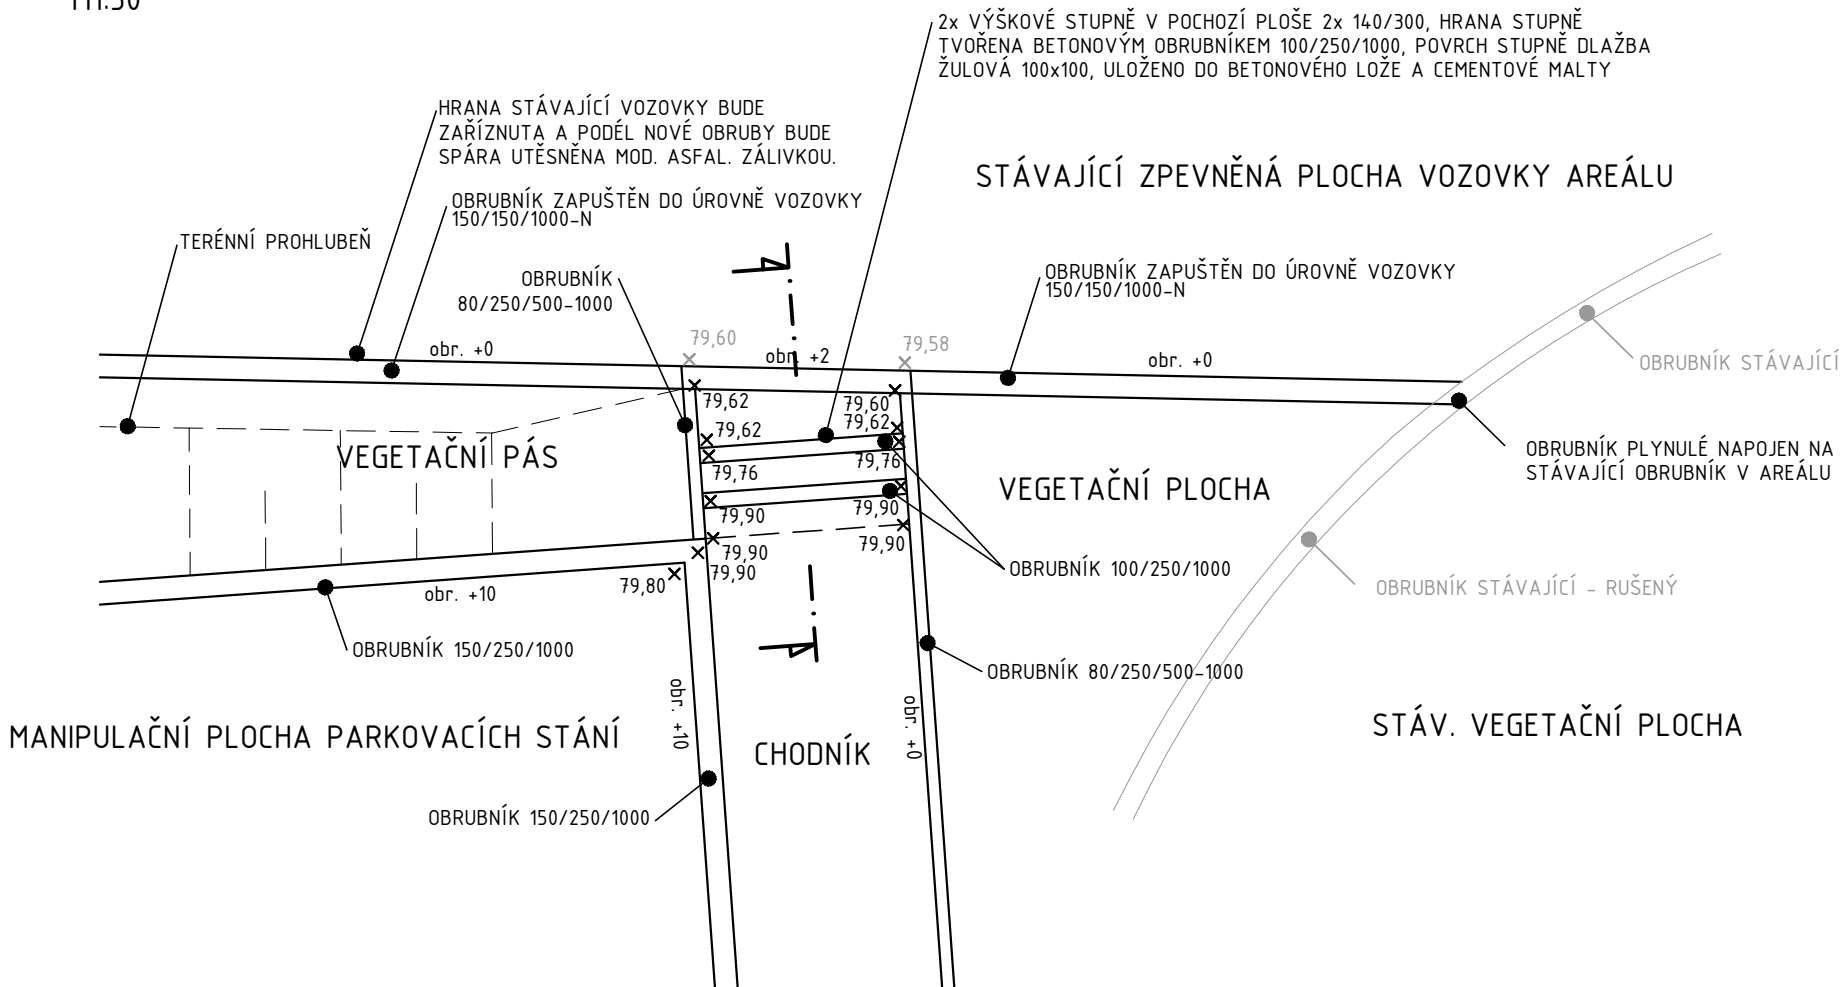 2x VÝŠKOVÉ STUPNĚ V POCHOZÍ PLOŠE 2x 140/300, HRANA STUPNĚ
TVOŘENA BETONOVÝM OBRUBNÍKEM 100/250/1000, POVRCH STUPNĚ DLAŽBA
ŽULOVÁ 100x100, ULOŽENO DO BETONOVÉHO LOŽE A CEMENTOVÉ MALTY
HRANA STÁVAJÍCÍ VOZOVKY BUDE
ZAŘÍZNUTA A PODÉL NOVÉ OBRUBY BUDE
SPÁRA UTĚSNĚNA MOD. ASFAL. ZÁLIVKOU.
STÁVAJÍCÍ ZPEVNĚNÁ PLOCHA VOZOVKY AREÁLU
OBRUBNÍK ZAPUŠTĚN DO ÚROVNĚ VOZOVKY
150/150/1000-N
TERÉNNÍ PROHLUBEŇ
OBRUBNÍK
80/250/500-1000
OBRUBNÍK ZAPUŠTĚN DO ÚROVNĚ VOZOVKY
150/150/1000-N
79,60
79,58
obr. +0
obr. +2
obr. +0
OBRUBNÍK STÁVAJÍCÍ
79,62
79,60
79,62
79,62
VEGETAČNÍ PÁS
79,76
79,76
OBRUBNÍK PLYNULÉ NAPOJEN NA
STÁVAJÍCÍ OBRUBNÍK V AREÁLU
VEGETAČNÍ PLOCHA
79,90
79,90
79,90
79,90
79,90
79,80
OBRUBNÍK 100/250/1000
obr. +10
OBRUBNÍK STÁVAJÍCÍ - RUŠENÝ
OBRUBNÍK 150/250/1000
OBRUBNÍK 80/250/500-1000
obr. +10
obr. +0
MANIPULAČNÍ PLOCHA PARKOVACÍCH STÁNÍ
CHODNÍK
STÁV. VEGETAČNÍ PLOCHA
OBRUBNÍK 150/250/1000